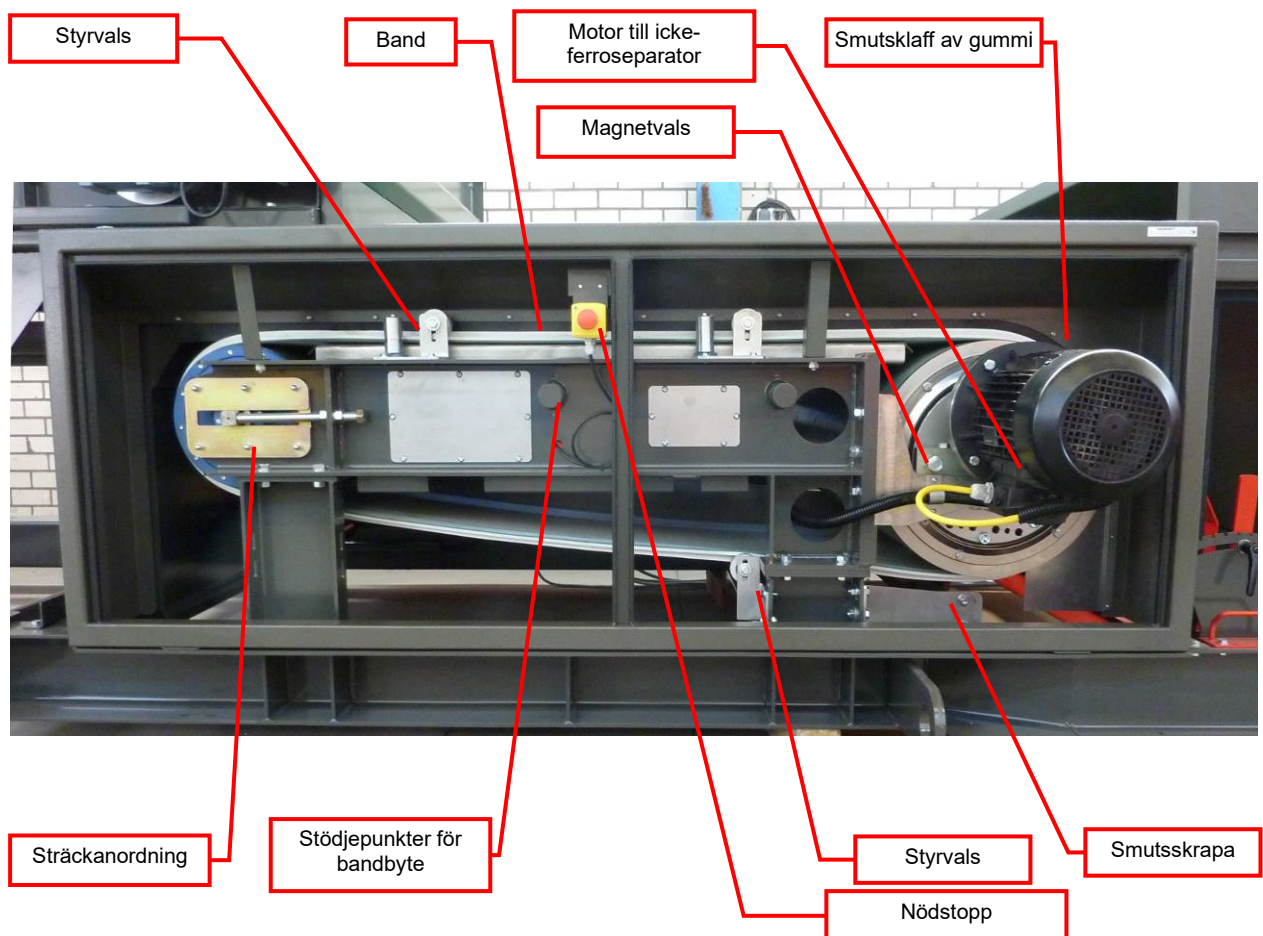 Styrvals
Band
Motor till icke-
ferroseparator
Smutsklaff av gummi
Magnetvals
Sträckanordning
Stödjepunkter för
bandbyte
Styrvals
Smutsskrapa
Nödstopp